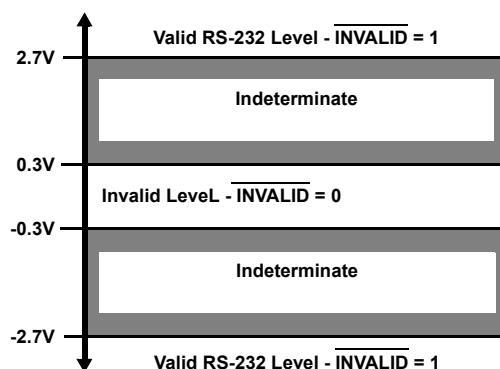 Valid RS-232 Level - INVALID = 1
2.7V
Indeterminate
0.3V
Invalid LeveL - INVALID = 0
-0.3V
Indeterminate
-2.7V
Valid RS-232 Level - INVALID = 1